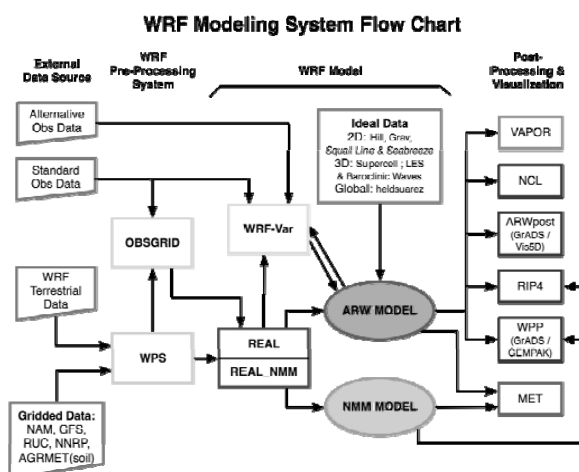 WRF Modeling System Flow Chart
External
Data Source
WRF
Pre-Processing
System
WRF Model
Post-
Processing &
Visualization
Alternative
Obs Data
Standard
Obs Data
WRF
Terrestrial
Data
Gridded Data:
NAM, GFS,
RUC, NNRP,
AGRMET(soil)
OBSGRID
WPS
WRF-Var
REAL
REAL_NMM
Ideal Data
2D: Hill, Grav,
Squall Line & Seabreeze
3D: Supercell ; LES
& Baroclinic Waves
Global: heldsuarez
ARW MODEL
NMM MODEL
VAPOR
NCL
ARWpost
(GrADS /
Vis5D)
RIP4
WPP
(GrADS /
GEMPAK)
MET